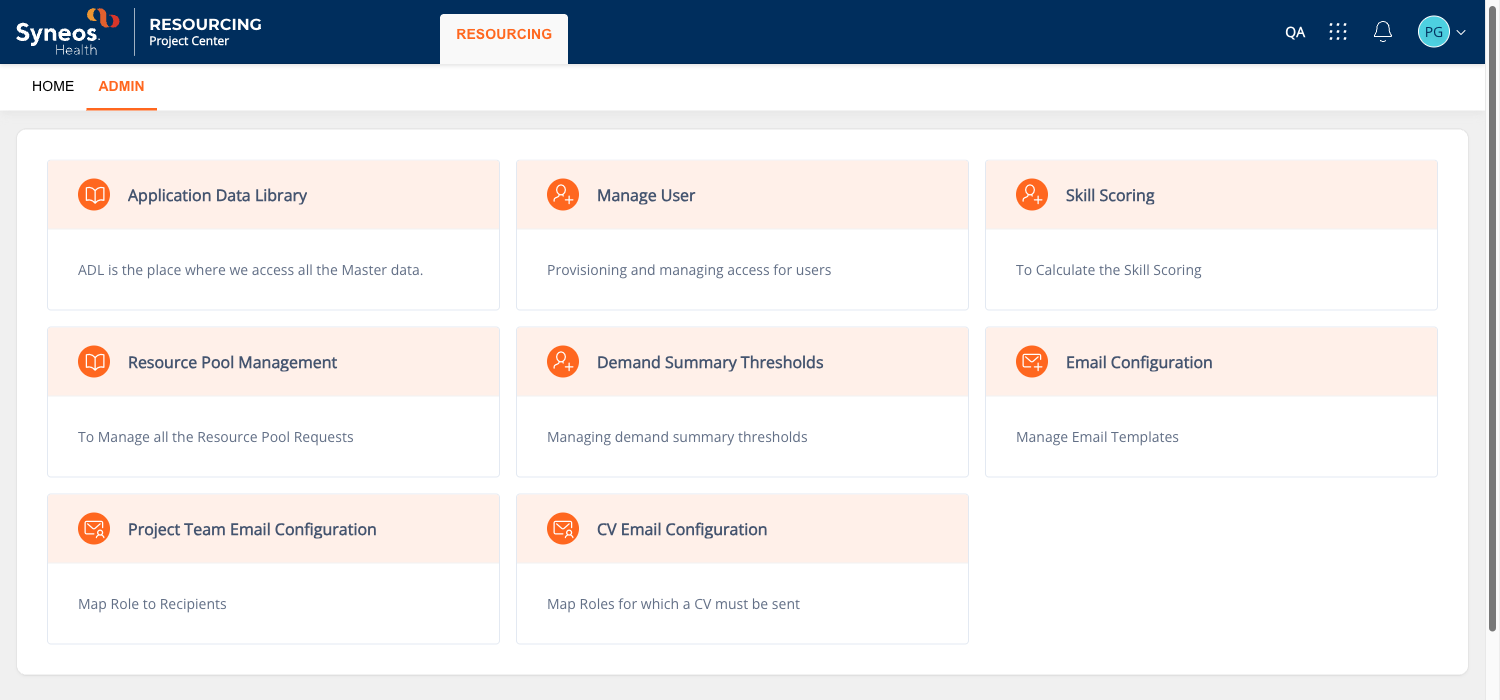 Syneos.
Health
RESOURCING
Project Center
RESOURCING
QA
PG
HOME
ADMIN
Application Data Library
Manage User
Skill Scoring
ADL is the place where we access all the Master data.
Provisioning and managing access for users
To Calculate the Skill Scoring
Resource Pool Management
Demand Summary Thresholds
Email Configuration
To Manage all the Resource Pool Requests
Managing demand summary thresholds
Manage Email Templates
Project Team Email Configuration
CV Email Configuration
Map Role to Recipients
Map Roles for which a CV must be sent